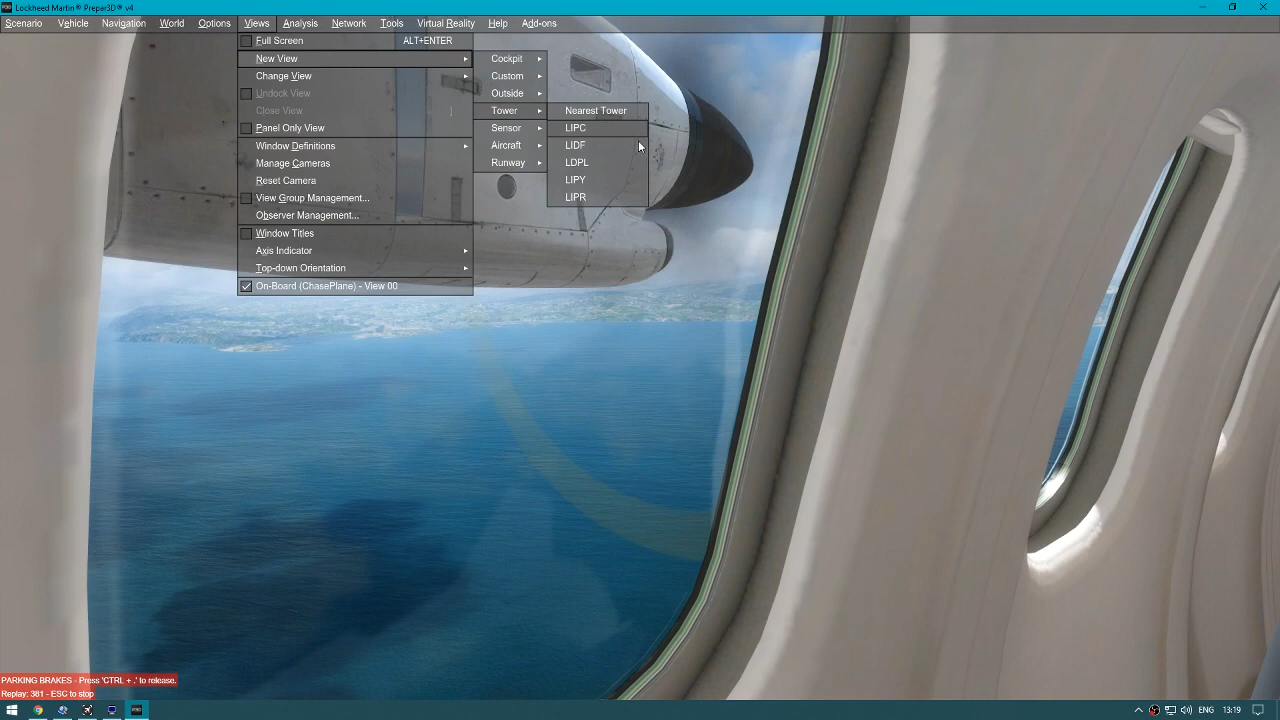 Lockheed Martin® Prepar3D® v4
Scenario Vehicle Navigation World Options Views Analysis Network Tools Virtual Reality Help Add-ons
Full Screen ALT+ENTER
New View
Change View
Undock View
Close View ]
Panel Only View
Window Definitions
Manage Cameras
Reset Camera
View Group Management...
Observer Management...
Window Titles
Axis Indicator
Top-down Orientation
On-Board (ChasePlane) - View 00
Cockpit
Custom
Outside
Tower
Sensor
Aircraft
Runway
Nearest Tower
LIPC
LIDF
LDPL
LIPY
LIPR
PARKING BRAKES - Press 'CTRL + .' to release.
Replay: 381 - ESC to stop
ENG 13:19